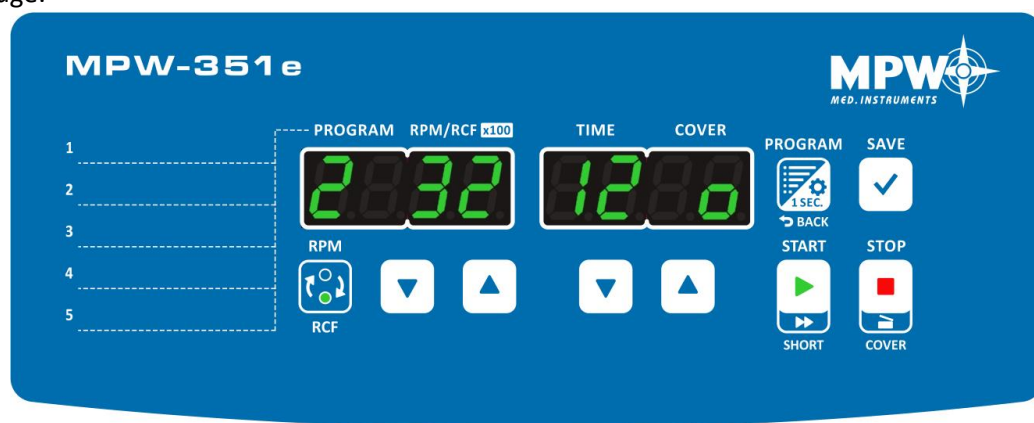 age.
MPW-351e
MPW
MED. INSTRUMENTS
PROGRAM RPM/RCF x100 TIME COVER
2 32 12 o
PROGRAM SAVE
1 SEC.
BACK
1
2
3
4
5
RPM
RCF
START STOP
SHORT COVER